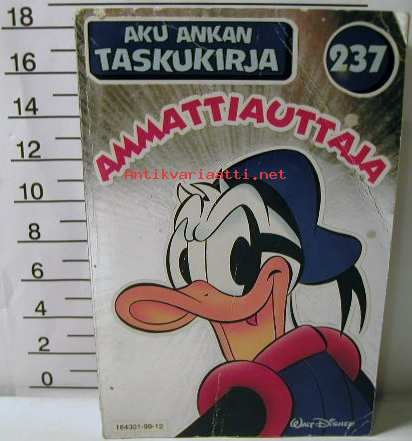 18
16
14
12
10
8
6
4
2
0
AKU ANKAN
TASKUKIRJA
237
AMMATTIAUTTAJA
Antikvariaatti.net
164301-99-12
WALT DISNEY